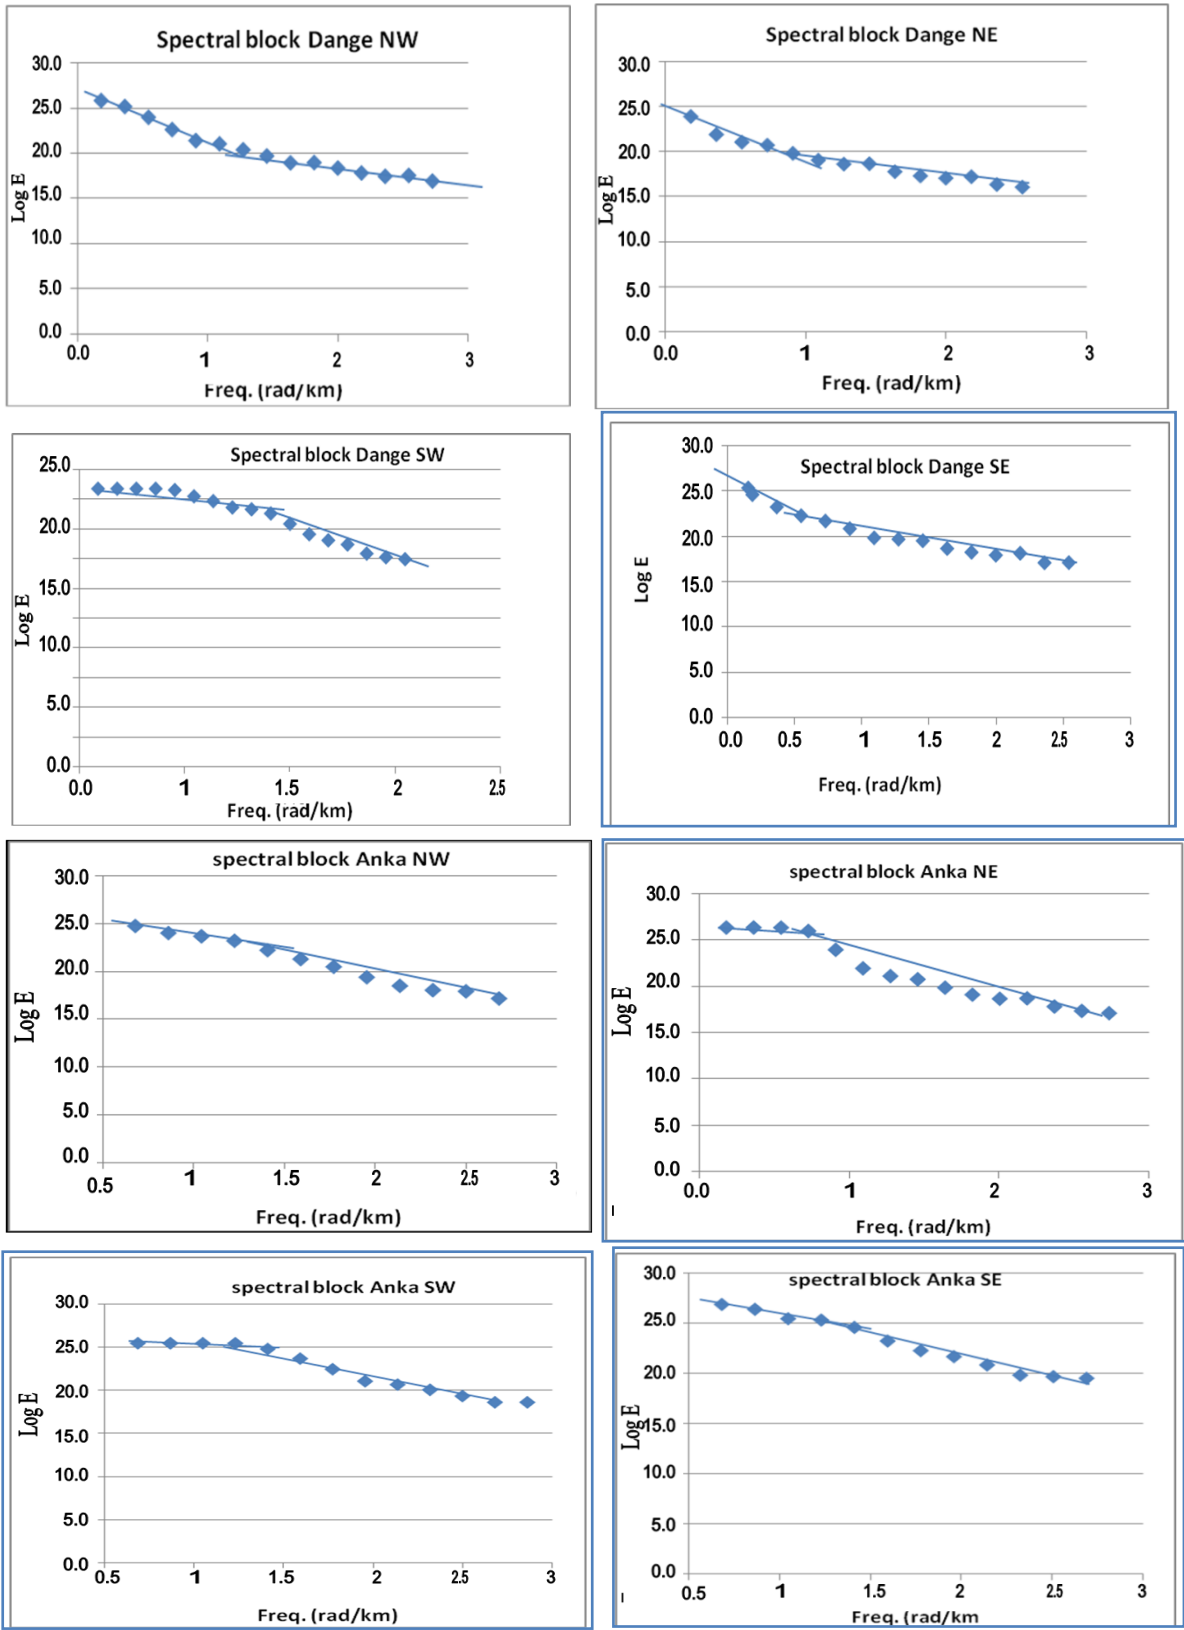 Spectral block Dange NW
30.0
25.0
20.0
15.0
10.0
5.0
0.0
Log E
0.0 1 2 3
Freq. (rad/km)
Spectral block Dange NE
30.0
25.0
20.0
15.0
10.0
5.0
0.0
Log E
0.0 1 2 3
Freq. (rad/km)
Spectral block Dange SW
25.0
20.0
15.0
10.0
5.0
0.0
Log E
0.0 1 1.5 2 2.5
Freq. (rad/km)
Spectral block Dange SE
30.0
25.0
20.0
15.0
10.0
5.0
0.0
Log E
0.0 0.5 1 1.5 2 2.5 3
Freq. (rad/km)
spectral block Anka NW
30.0
25.0
20.0
15.0
10.0
5.0
0.0
Log E
0.5 1 1.5 2 2.5 3
Freq. (rad/km)
spectral block Anka NE
30.0
25.0
20.0
15.0
10.0
5.0
0.0
Log E
0.0 1 2 3
Freq. (rad/km)
spectral block Anka SW
30.0
25.0
20.0
15.0
10.0
5.0
0.0
Log E
0.5 1 1.5 2 2.5 3
Freq. (rad/km)
spectral block Anka SE
30.0
25.0
20.0
15.0
10.0
5.0
0.0
Log E
0.5 1 1.5 2 2.5 3
Freq. (rad/km